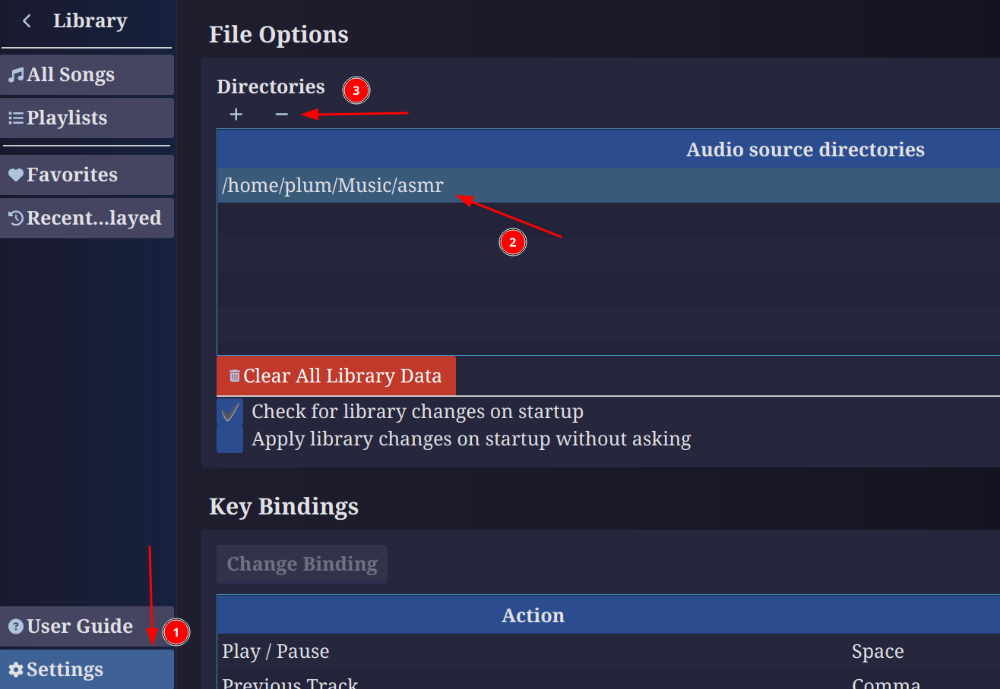 Library
All Songs
Playlists
Favorites
Recent...layed
User Guide
1
Settings
File Options
Directories
3
Audio source directories
/home/plum/Music/asmr
2
Clear All Library Data
Check for library changes on startup
Apply library changes on startup without asking
Key Bindings
Change Binding
Action
Play / Pause Space
Previous Track Comma